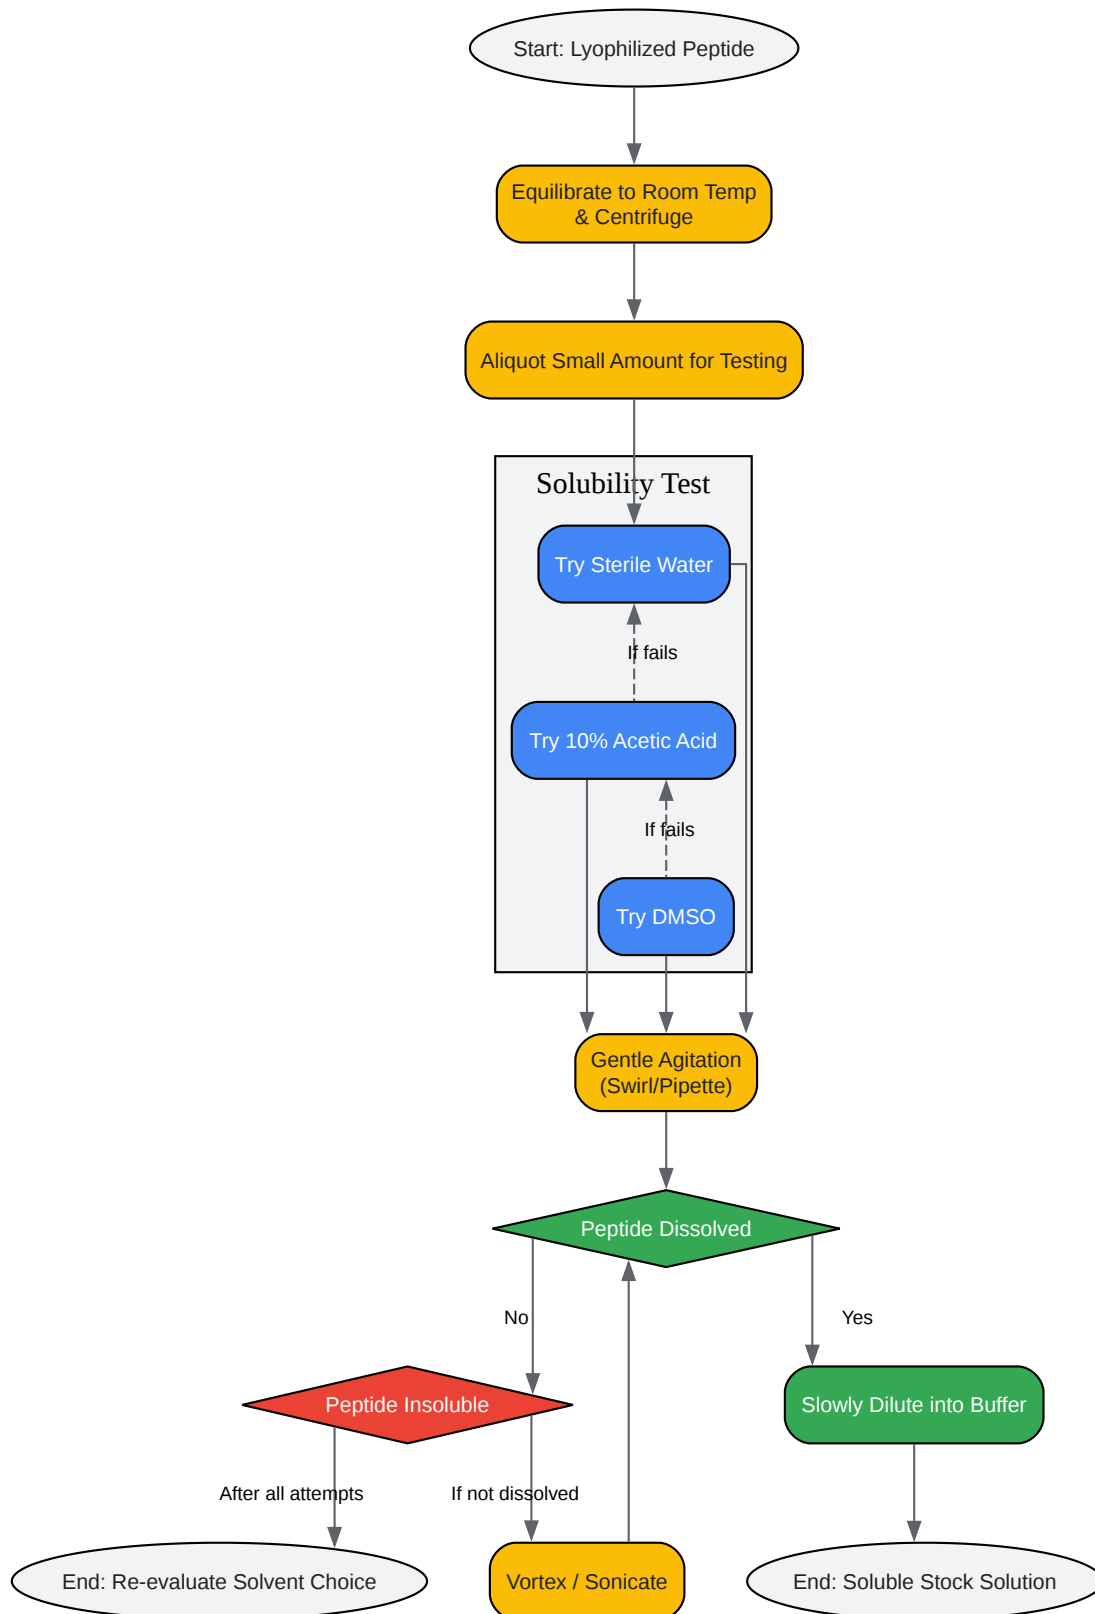 Start: Lyophilized Peptide
Equilibrate to Room Temp
& Centrifuge
Aliquot Small Amount for Testing
Solubility Test
Try Sterile Water
If fails
Try 10% Acetic Acid
If fails
Try DMSO
Gentle Agitation
(Swirl/Pipette)
Peptide Dissolved
No
Yes
Peptide Insoluble
Slowly Dilute into Buffer
After all attempts
If not dissolved
End: Re-evaluate Solvent Choice
Vortex / Sonicate
End: Soluble Stock Solution